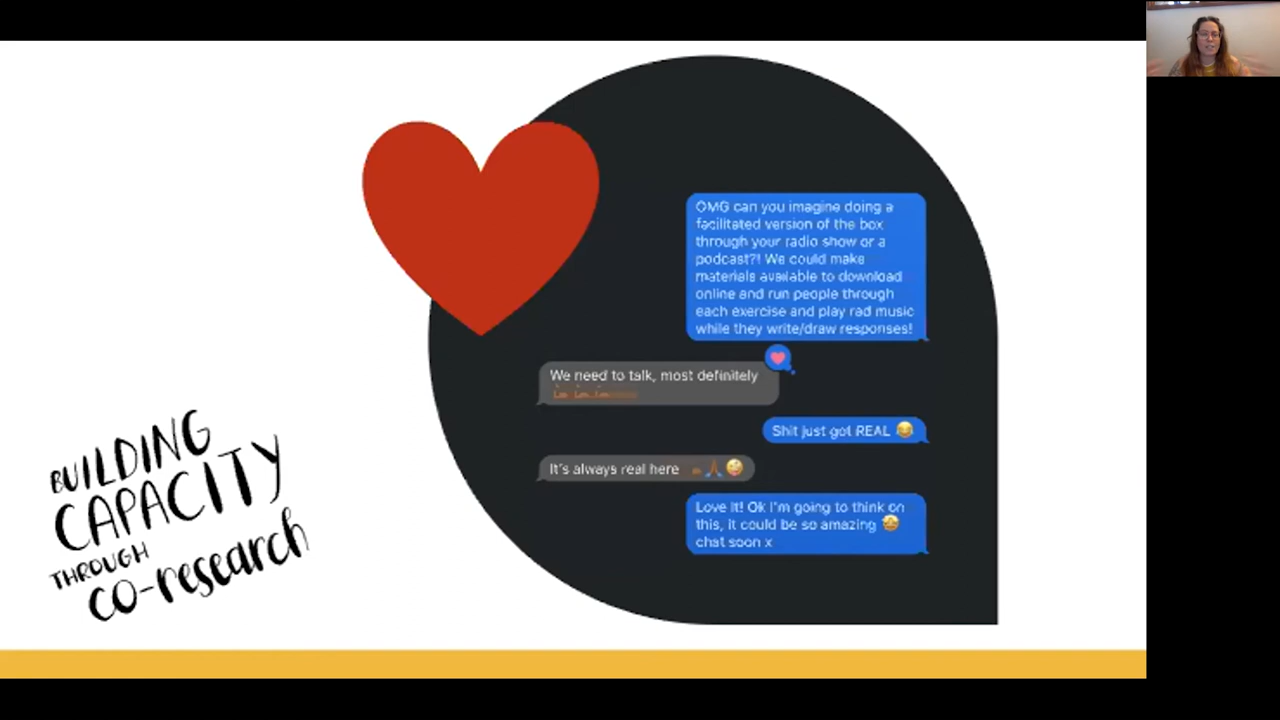 OMG can you imagine doing a
facilitated version of the box
through your radio show or a
podcast?! We could make
materials available to download
online and run people through
each exercise and play rad music
while they write/draw responses!
We need to talk, most definitely
Shit just got REAL 😂
It's always real here 🙏🤪
Love It! Ok I'm going to think on
this, it could be so amazing 🤩
chat soon x
BUILDING
CAPACITY
THROUGH
co-research